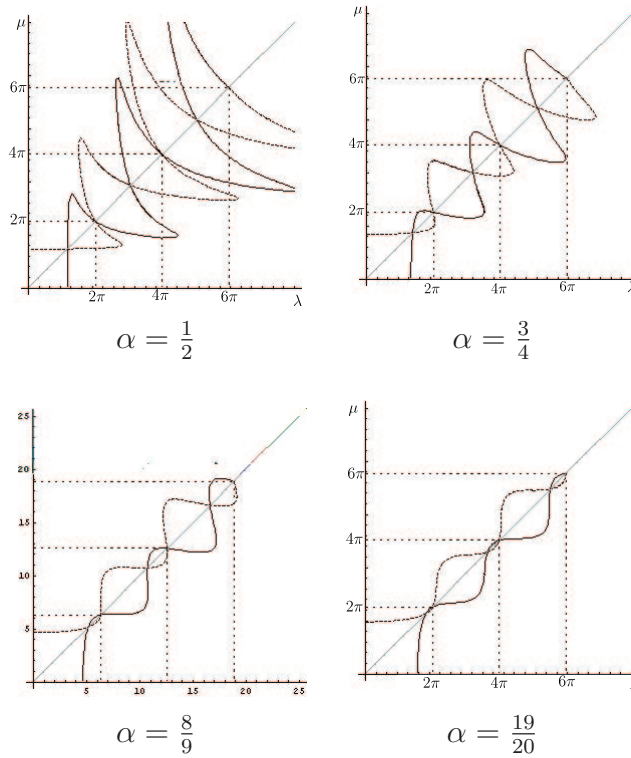 μ
6π
4π
2π
2π 4π 6π λ
α = 1/2
μ
6π
4π
2π
2π 4π 6π
α = 3/4
25
20
15
10
5
5 10 15 20 25
α = 8/9
μ
6π
4π
2π
2π 4π 6π
α = 19/20